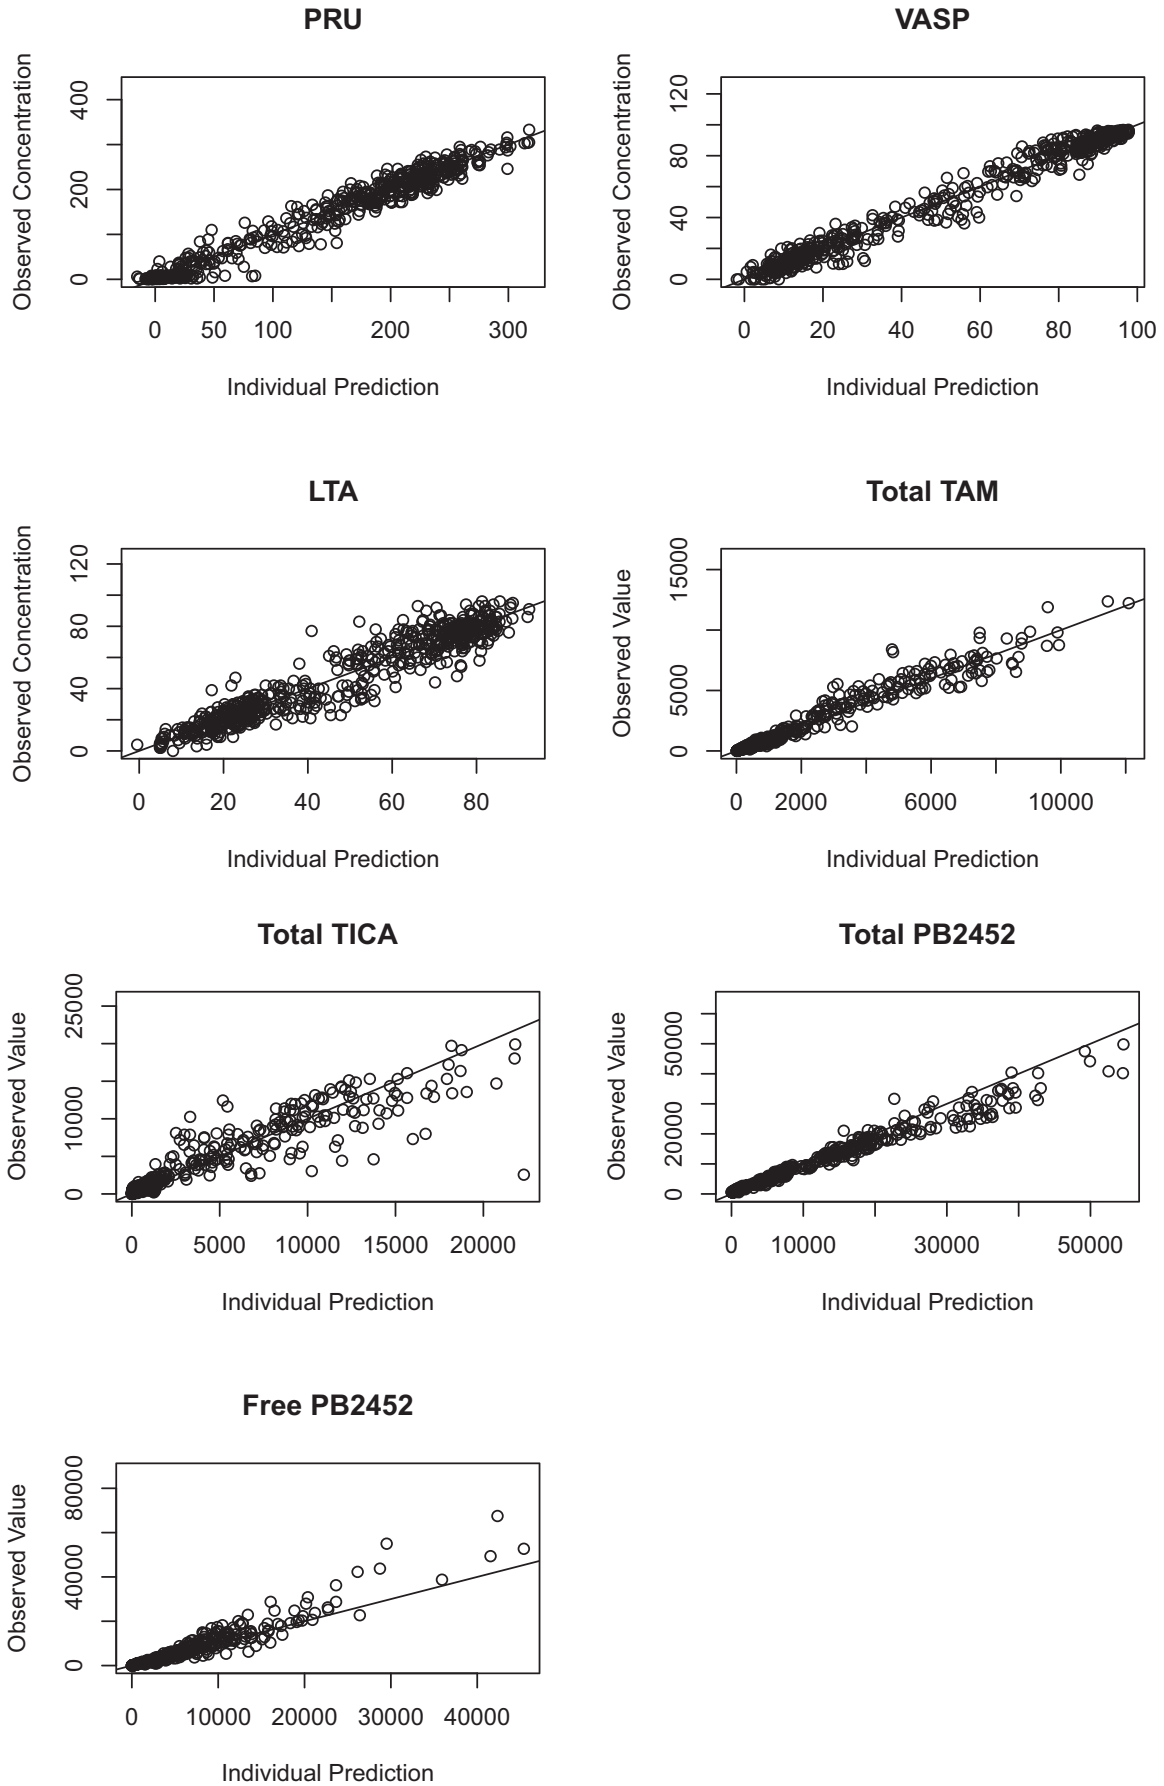 PRU
Observed Concentration
400
200
0
0 50 100 200 300
Individual Prediction
VASP
Observed Concentration
120
80
40
0
0 20 40 60 80 100
Individual Prediction
LTA
Observed Concentration
120
80
40
0
0 20 40 60 80
Individual Prediction
Total TAM
Observed Value
15000
5000
0
0 2000 6000 10000
Individual Prediction
Total TICA
Observed Value
25000
10000
0
0 5000 10000 15000 20000
Individual Prediction
Total PB2452
Observed Value
50000
20000
0
0 10000 30000 50000
Individual Prediction
Free PB2452
Observed Value
80000
40000
0
0 10000 20000 30000 40000
Individual Prediction